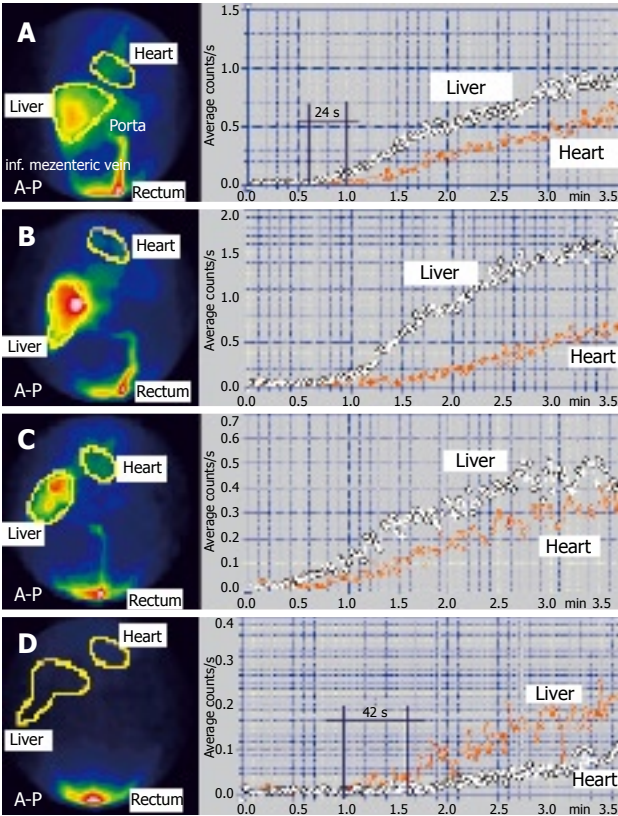 A
Heart
Liver
Porta
inf. mezenteric vein
A-P
Rectum
Average counts/s
1.5
1.0
0.5
0.0
24 s
Liver
Heart
0.0 0.5 1.0 1.5 2.0 2.5 3.0 min 3.5
B
Heart
Liver
A-P
Rectum
Average counts/s
2.0
1.5
1.0
0.5
0.0
Liver
Heart
0.0 0.5 1.0 1.5 2.0 2.5 3.0 min 3.5
C
Heart
Liver
A-P
Rectum
Average counts/s
0.7
0.6
0.5
0.4
0.3
0.2
0.1
0.0
Liver
Heart
0.0 0.5 1.0 1.5 2.0 2.5 3.0 min 3.5
D
Heart
Liver
A-P
Rectum
Average counts/s
0.4
0.3
0.2
0.1
0.0
42 s
Liver
Heart
0.0 0.5 1.0 1.5 2.0 2.5 3.0 min 3.5